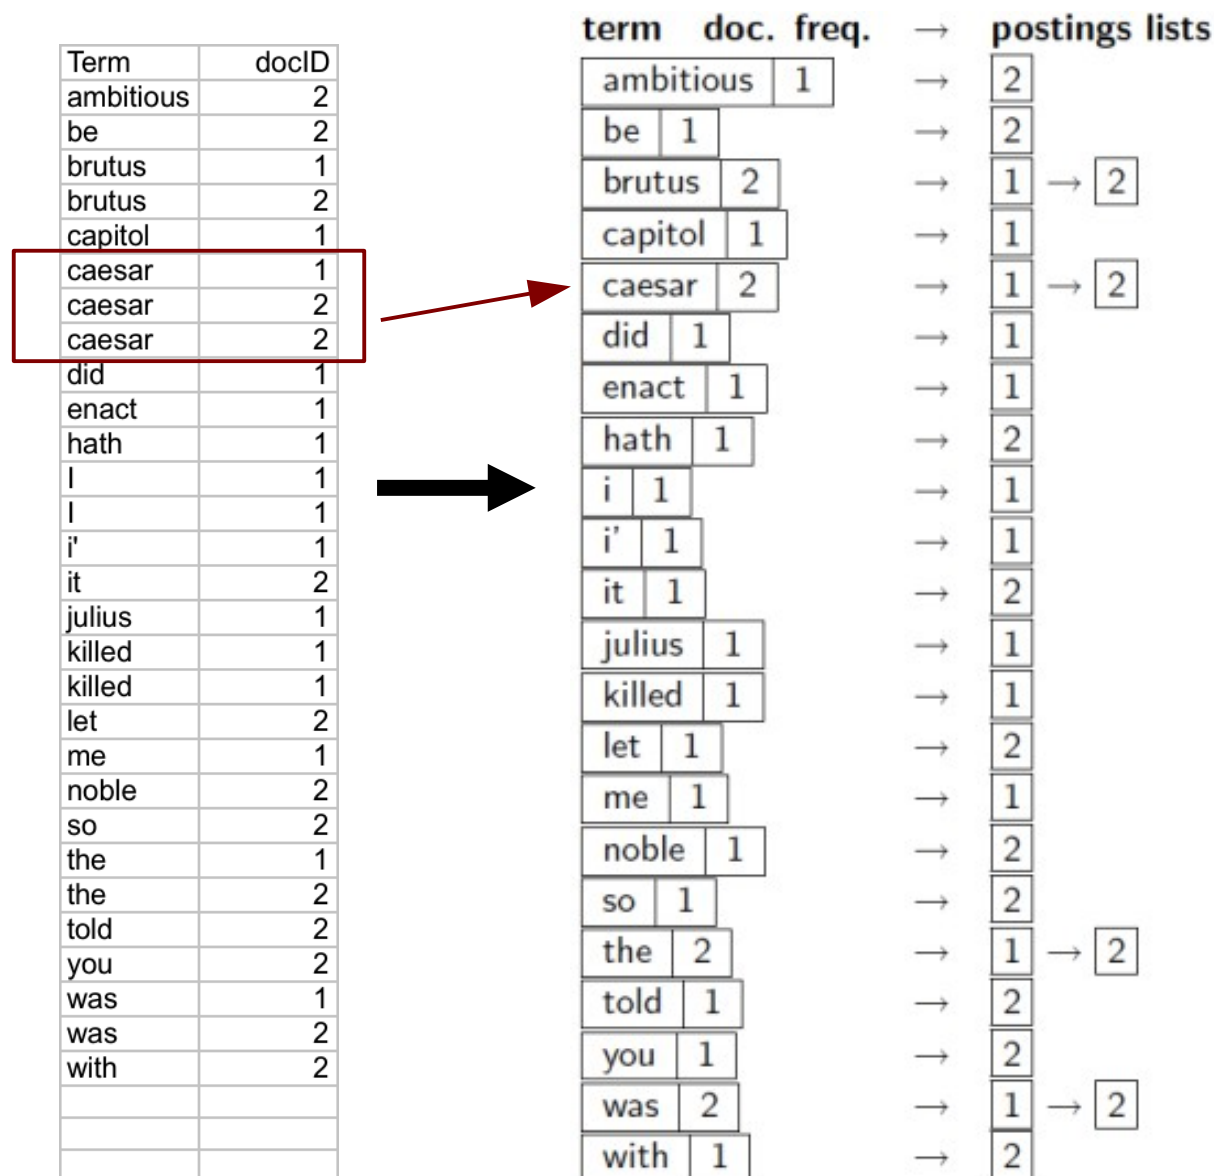 Term docID
ambitious 2
be 2
brutus 1
brutus 2
capitol 1
caesar 1
caesar 2
caesar 2
did 1
enact 1
hath 1
I 1
I 1
i' 1
it 2
julius 1
killed 1
killed 1
let 2
me 1
noble 2
so 2
the 1
the 2
told 2
you 2
was 1
was 2
with 2
term doc. freq. → postings lists
ambitious 1 → 2
be 1 → 2
brutus 2 → 1 → 2
capitol 1 → 1
caesar 2 → 1 → 2
did 1 → 1
enact 1 → 1
hath 1 → 2
i 1 → 1
i’ 1 → 1
it 1 → 2
julius 1 → 1
killed 1 → 1
let 1 → 2
me 1 → 1
noble 1 → 2
so 1 → 2
the 2 → 1 → 2
told 1 → 2
you 1 → 2
was 2 → 1 → 2
with 1 → 2